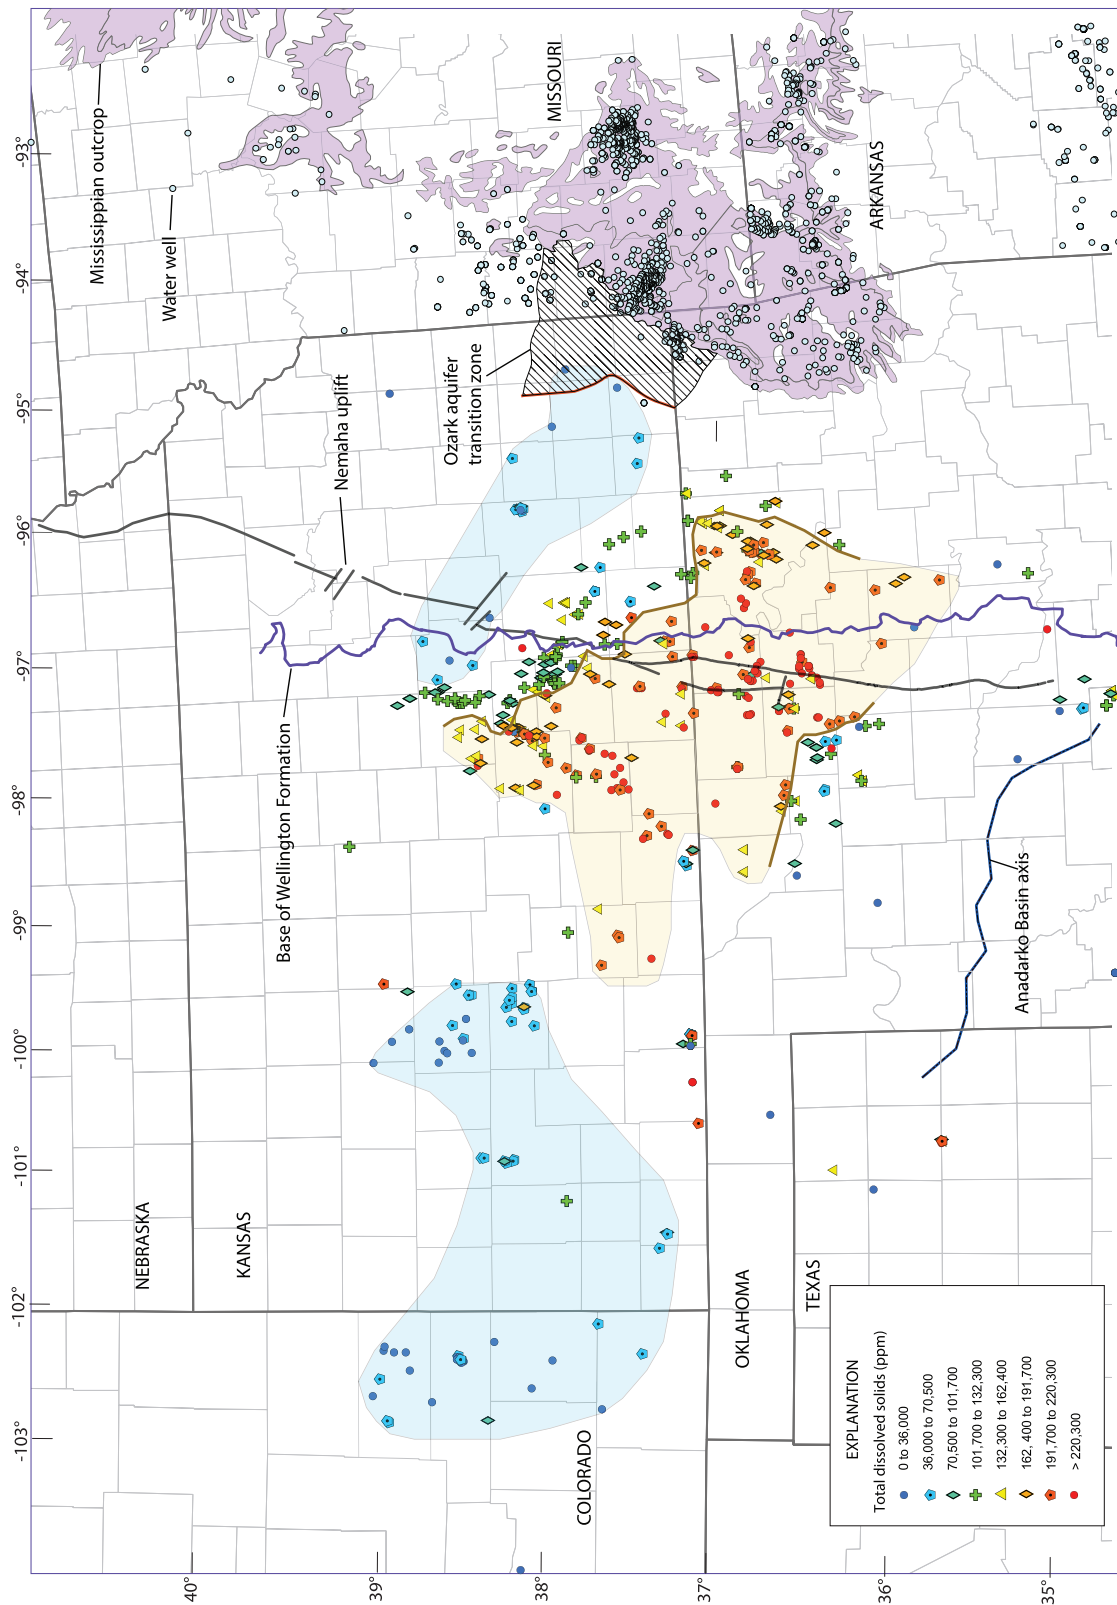 -103°
-102°
-101°
-100°
-99°
-98°
-97°
-96°
-95°
-94°
-93°
40°
39°
38°
37°
36°
35°
NEBRASKA
KANSAS
COLORADO
OKLAHOMA
TEXAS
MISSOURI
ARKANSAS
Base of Wellington Formation
Nemaha uplift
Water well
Mississippian outcrop
Ozark aquifer
transition zone
Anadarko Basin axis
EXPLANATION
Total dissolved solids (ppm)
0 to 36,000
36,000 to 70,500
70,500 to 101,700
101,700 to 132,300
132,300 to 162,400
162, 400 to 191,700
191,700 to 220,300
> 220,300